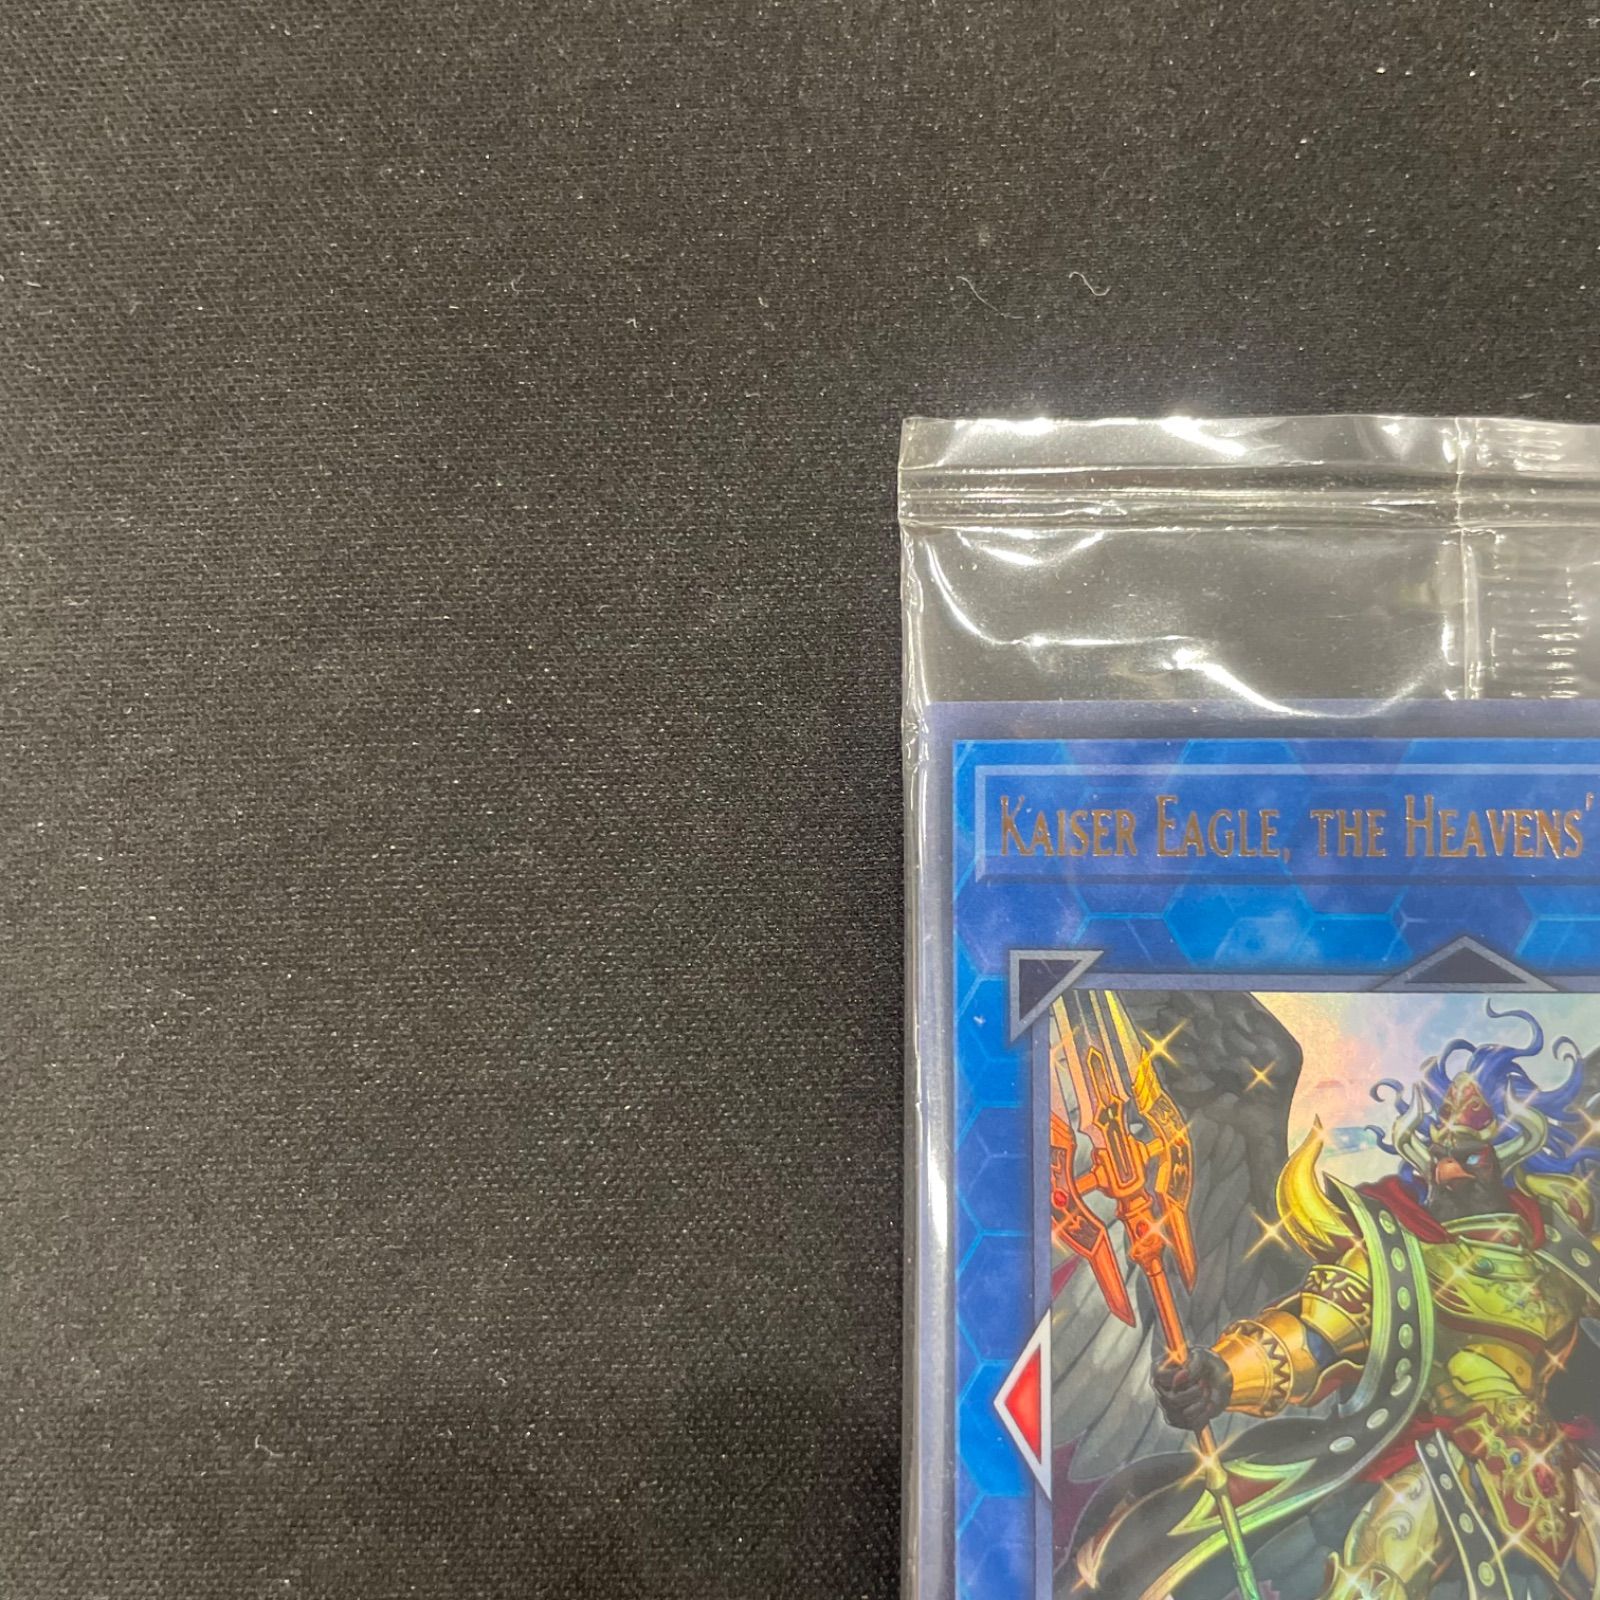 Kaiser Eagle, the Heavens'